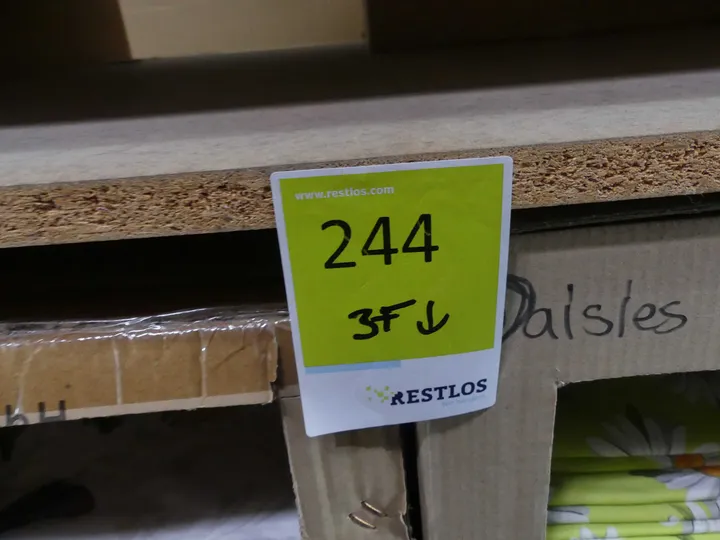 www.restlos.com
244
3F ↓
RESTLOS
Daisies